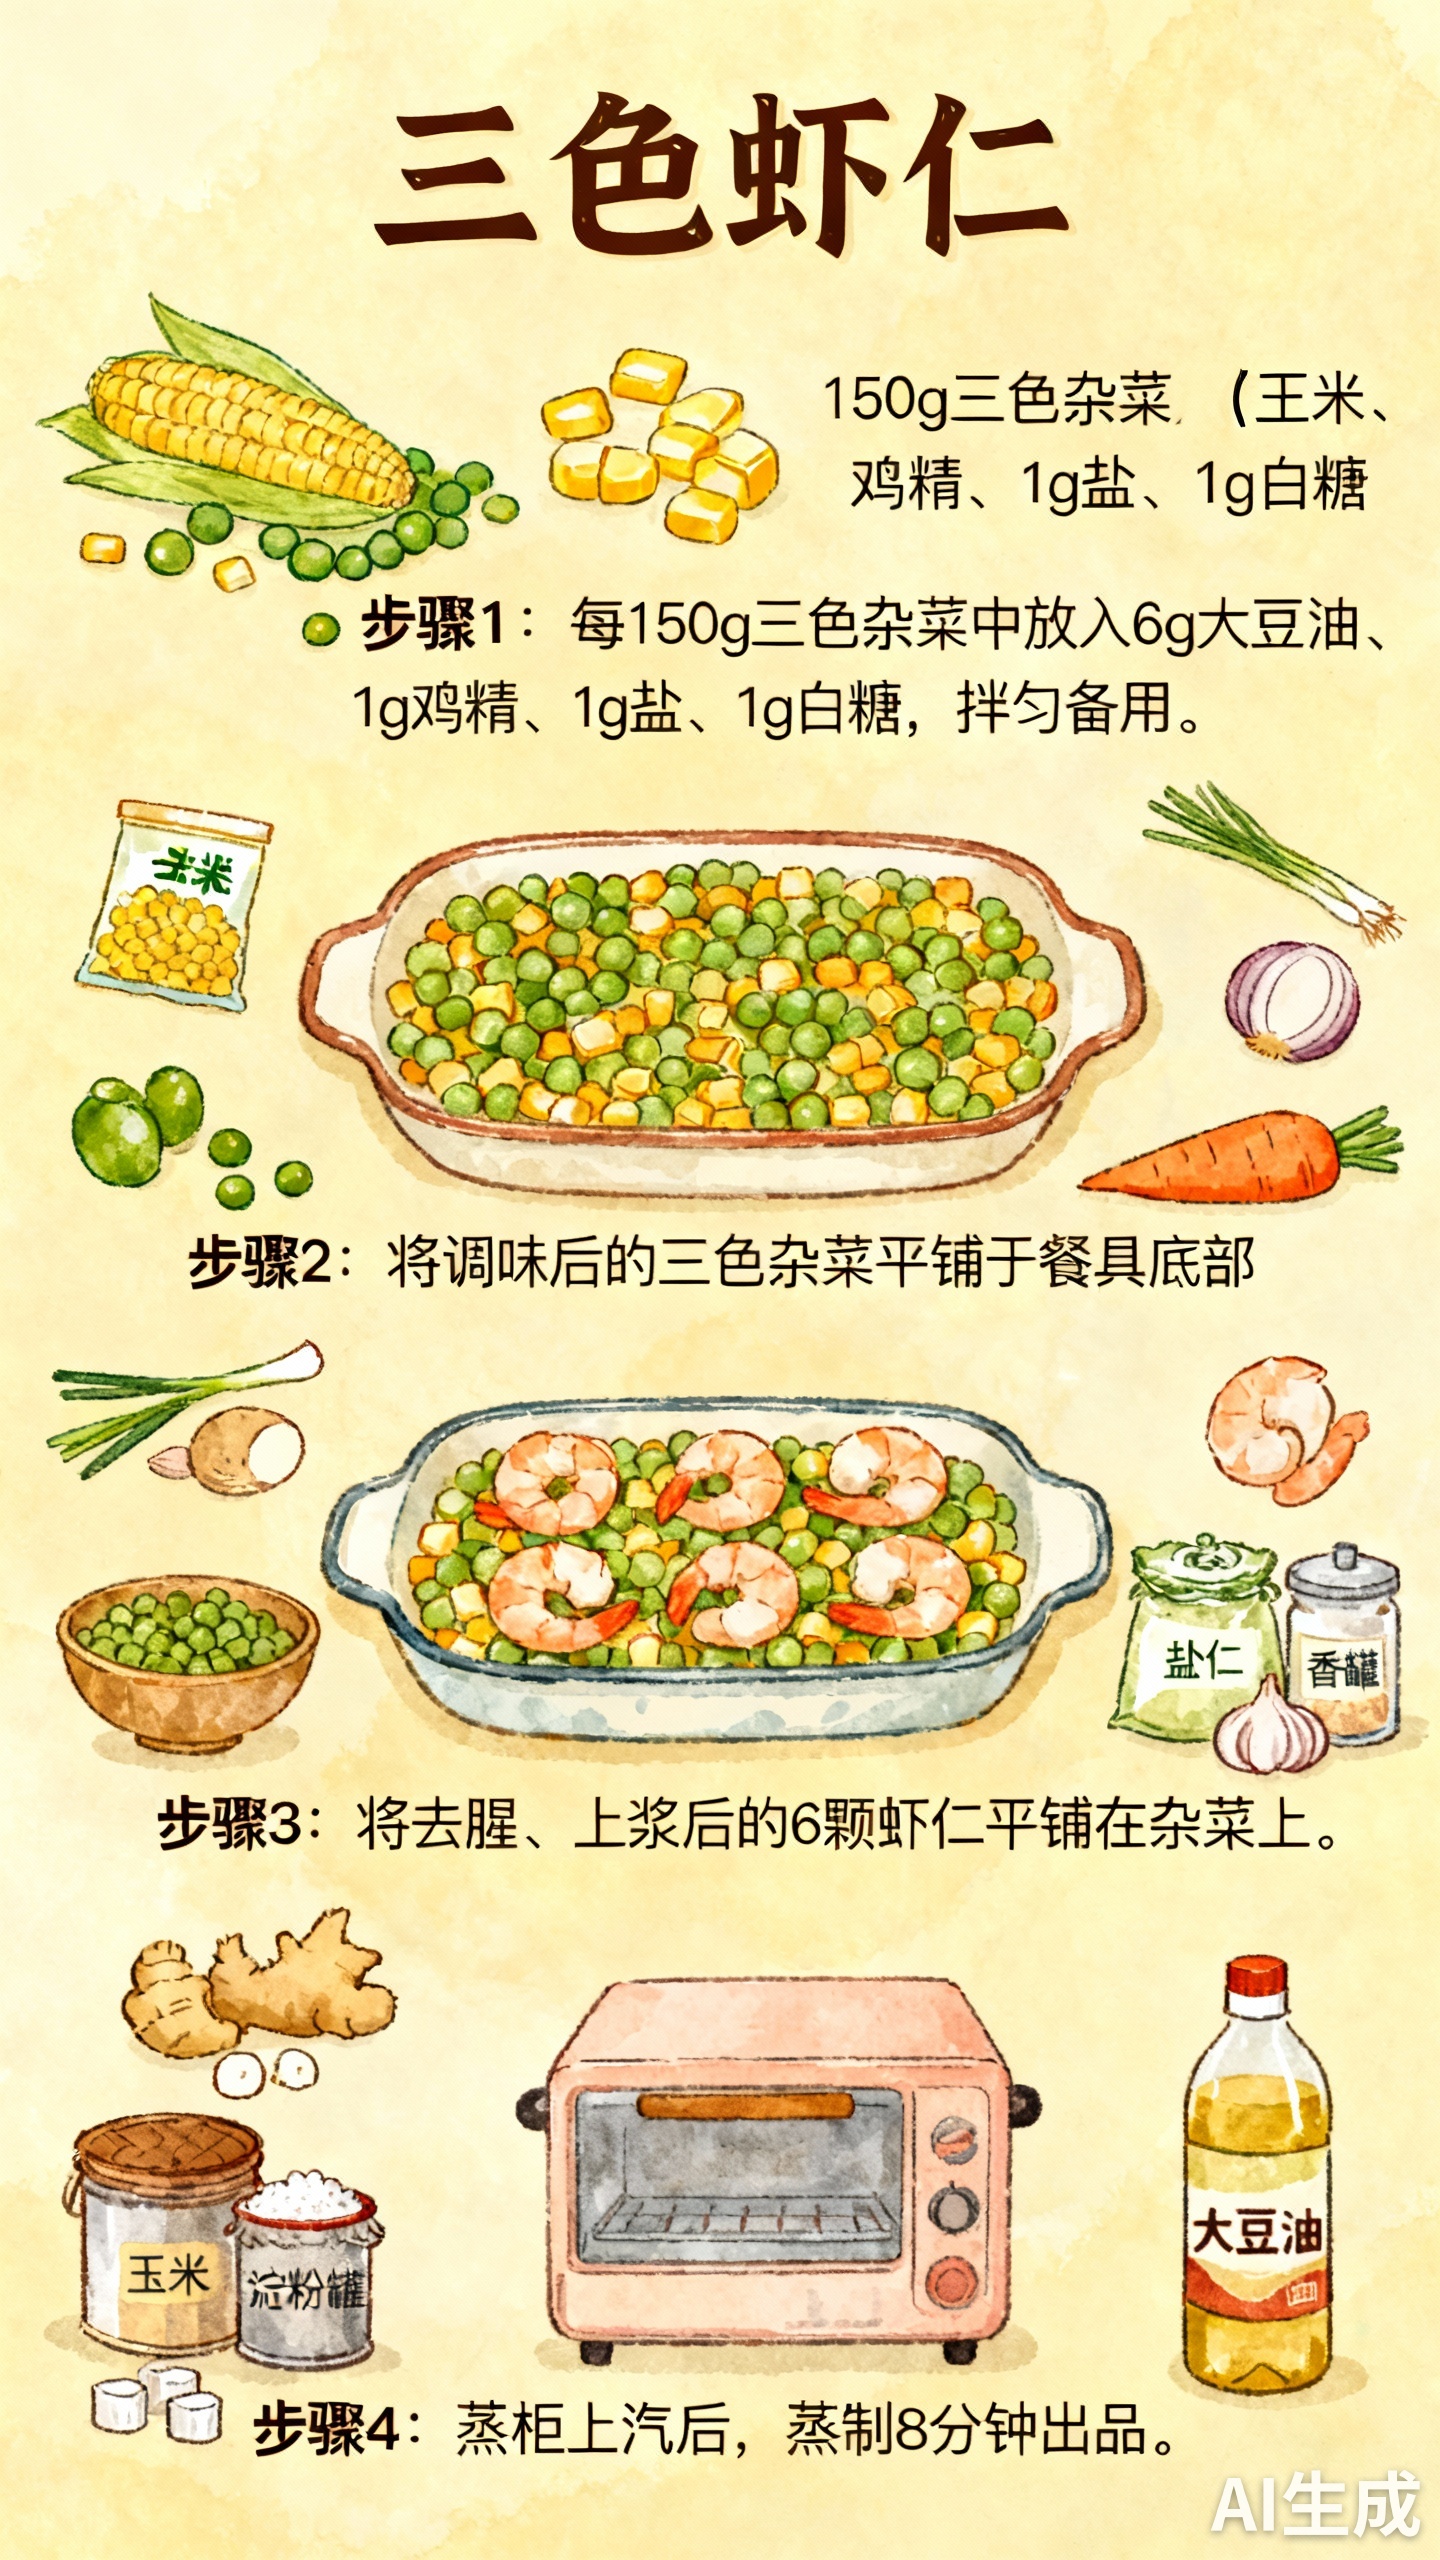 三色虾仁
150g三色杂菜 (王米、
鸡精、1g盐、1g白糖
步骤1：每150g三色杂菜中放入6g大豆油、
1g鸡精、1g盐、1g白糖，拌匀备用。
步骤2：将调味后的三色杂菜平铺于餐具底部
盐仁
香罐
步骤3：将去腥、上浆后的6颗虾仁平铺在杂菜上。
玉米
大豆油
步骤4：蒸柜上汽后，蒸制8分钟出品。
AI生成